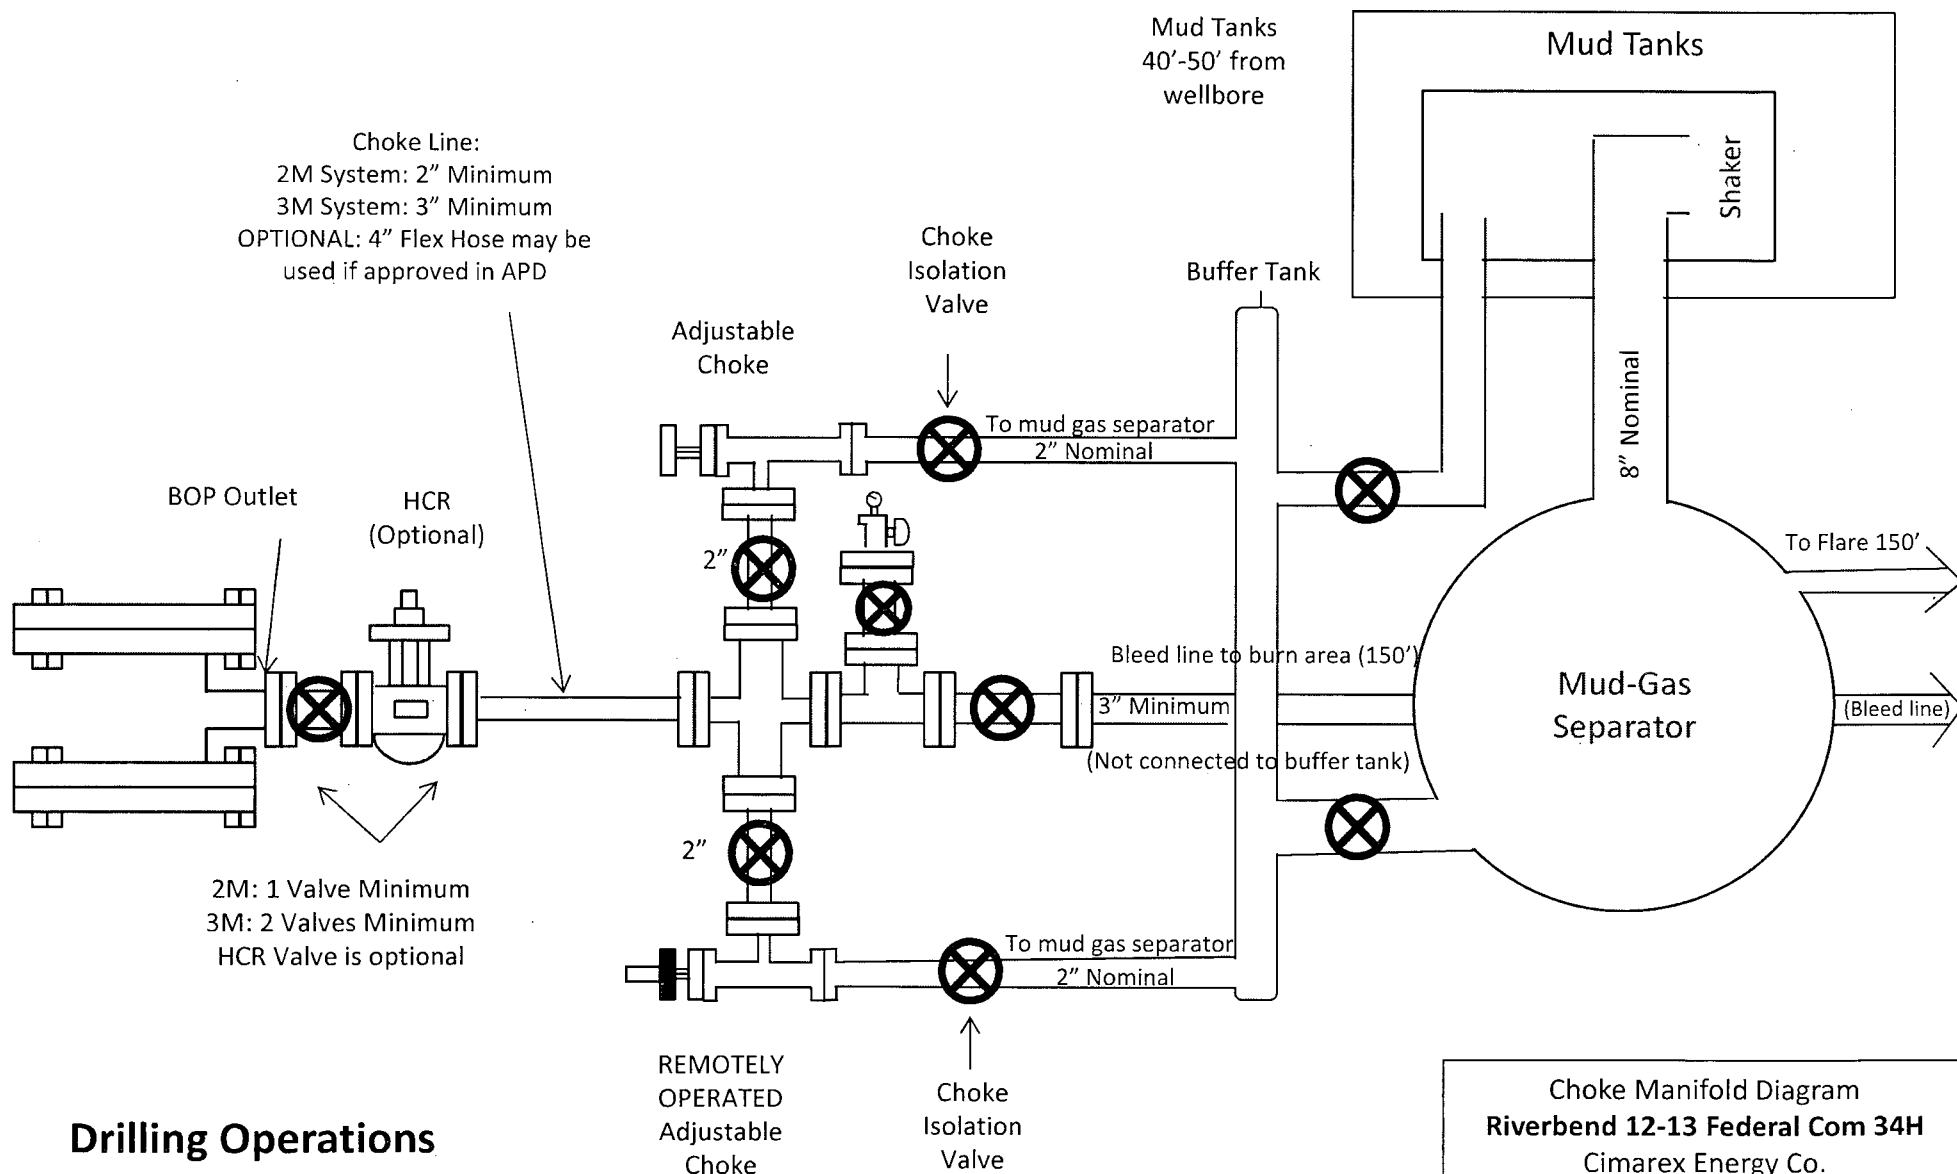 Mud Tanks
40’-50’ from
wellbore
Mud Tanks
Shaker
Choke Line:
2M System: 2” Minimum
3M System: 3” Minimum
OPTIONAL: 4” Flex Hose may be
used if approved in APD
Choke
Isolation
Valve
Buffer Tank
Adjustable
Choke
8” Nominal
To mud gas separator
2” Nominal
BOP Outlet
HCR
(Optional)
2”
To Flare 150’
Bleed line to burn area (150’)
3” Minimum
(Not connected to buffer tank)
Mud-Gas
Separator
(Bleed line)
2”
2M: 1 Valve Minimum
3M: 2 Valves Minimum
HCR Valve is optional
To mud gas separator
2” Nominal
REMOTELY
OPERATED
Adjustable
Choke
Choke
Isolation
Valve
Drilling Operations
Choke Manifold Diagram
Riverbend 12-13 Federal Com 34H
Cimarex Energy Co.